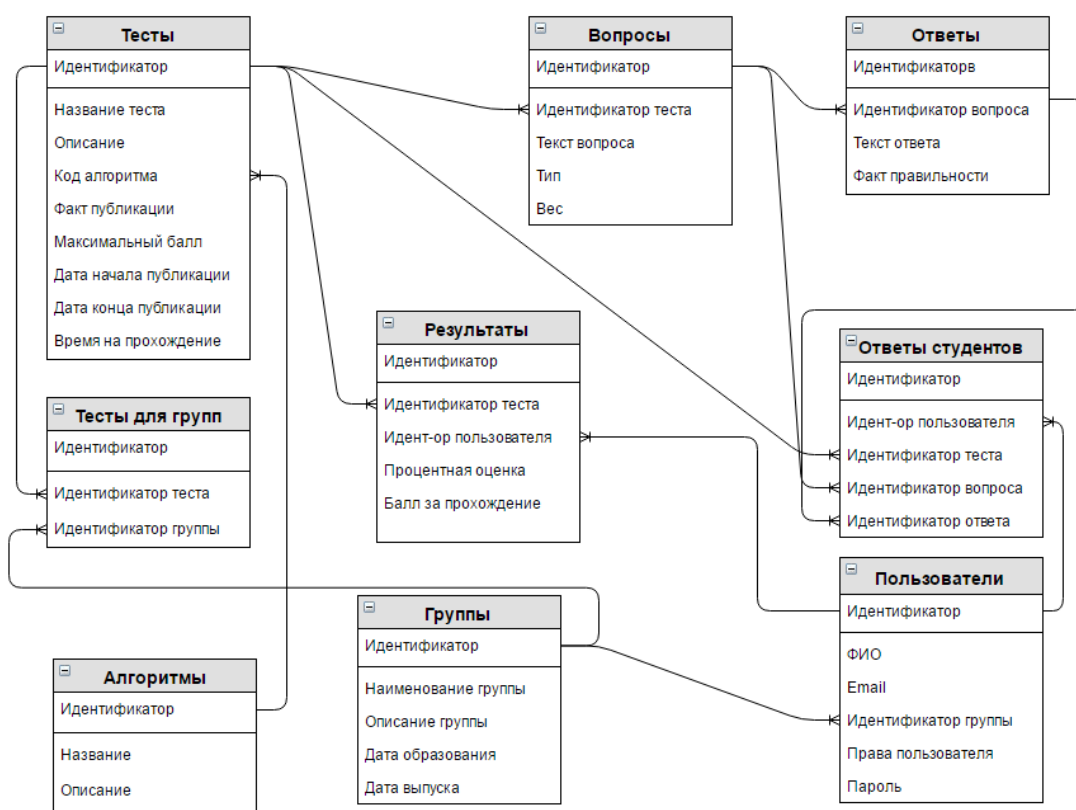 Тесты
Идентификатор
Название теста
Описание
Код алгоритма
Факт публикации
Максимальный балл
Дата начала публикации
Дата конца публикации
Время на прохождение
Вопросы
Идентификатор
Идентификатор теста
Текст вопроса
Тип
Вес
Ответы
Идентификаторв
Идентификатор вопроса
Текст ответа
Факт правильности
Результаты
Идентификатор
Идентификатор теста
Идент-ор пользователя
Процентная оценка
Балл за прохождение
Ответы студентов
Идентификатор
Идент-ор пользователя
Идентификатор теста
Идентификатор вопроса
Идентификатор ответа
Тесты для групп
Идентификатор
Идентификатор теста
Идентификатор группы
Группы
Идентификатор
Наименование группы
Описание группы
Дата образования
Дата выпуска
Пользователи
Идентификатор
ФИО
Email
Идентификатор группы
Права пользователя
Пароль
Алгоритмы
Идентификатор
Название
Описание